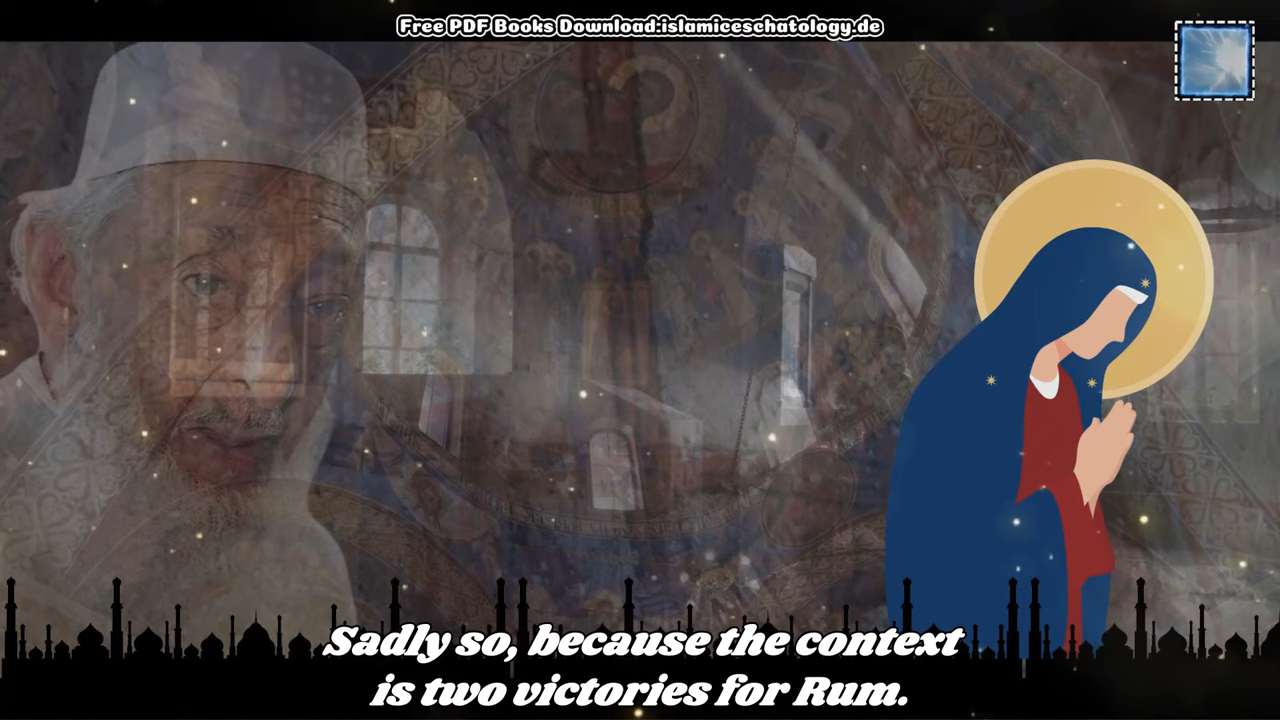 Free PDF Books Download:islamiceschatology.de
Sadly so, because the context
is two victories for Rum.